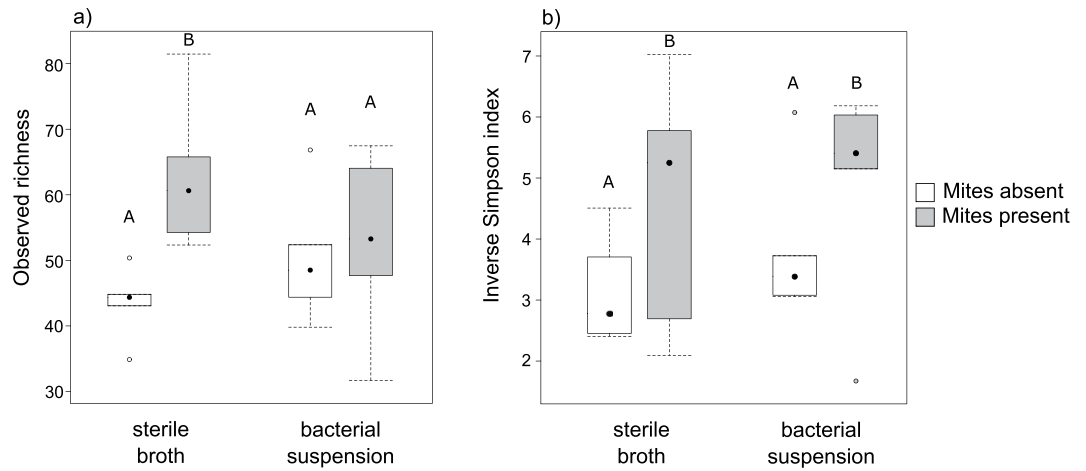 a)
Observed richness
80
70
60
50
40
30
A
B
A
A
sterile
broth
bacterial
suspension
b)
Inverse Simpson index
7
6
5
4
3
2
A
B
A
B
sterile
broth
bacterial
suspension
Mites absent
Mites present